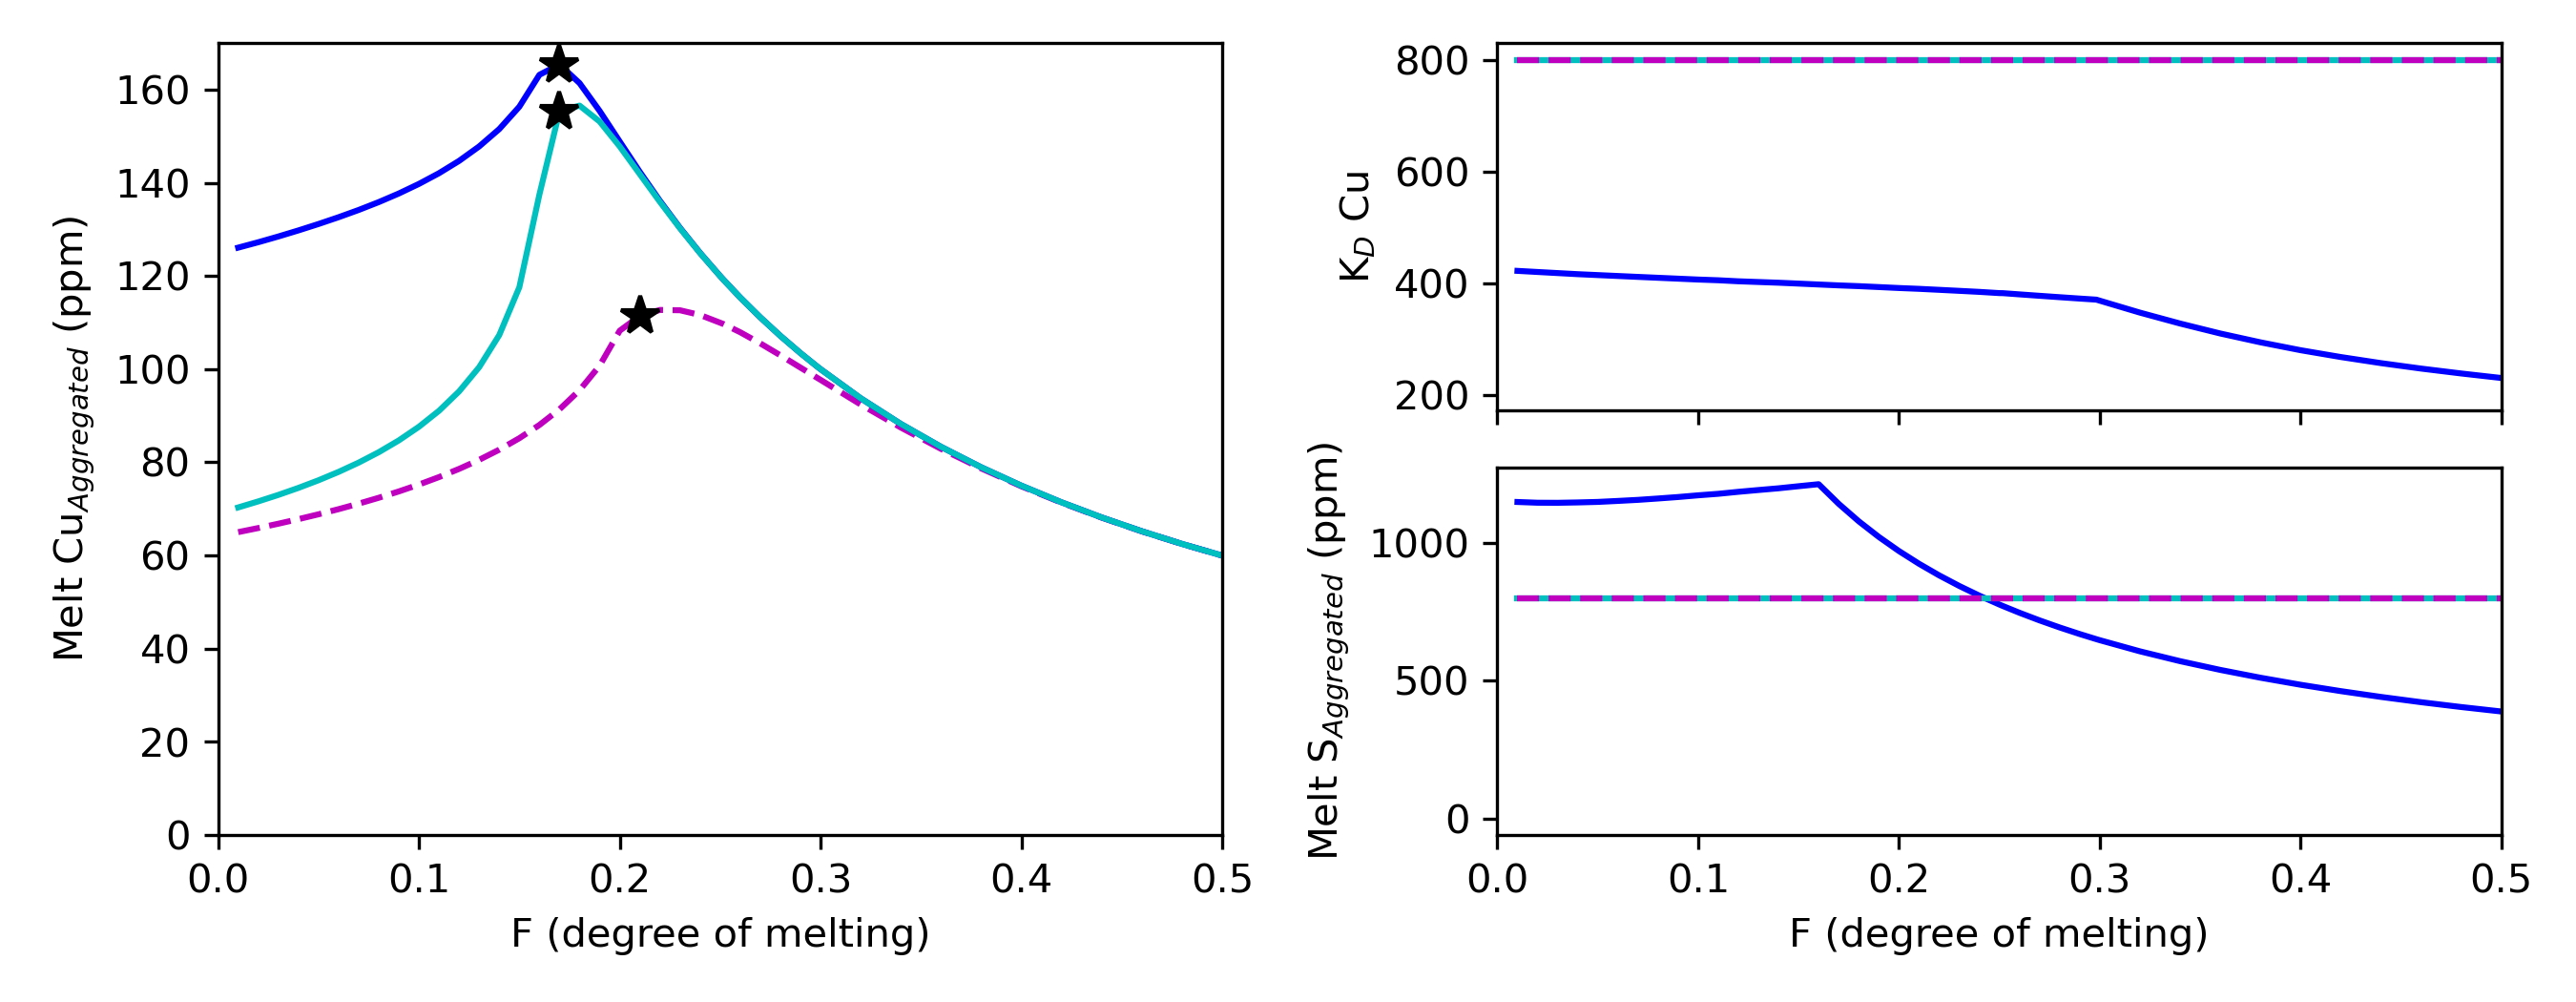 Melt Cu_Aggregated (ppm)
160
140
120
100
80
60
40
20
0
0.0 0.1 0.2 0.3 0.4 0.5
F (degree of melting)
K_D Cu
800
600
400
200
Melt S_Aggregated (ppm)
1000
500
0
0.0 0.1 0.2 0.3 0.4 0.5
F (degree of melting)